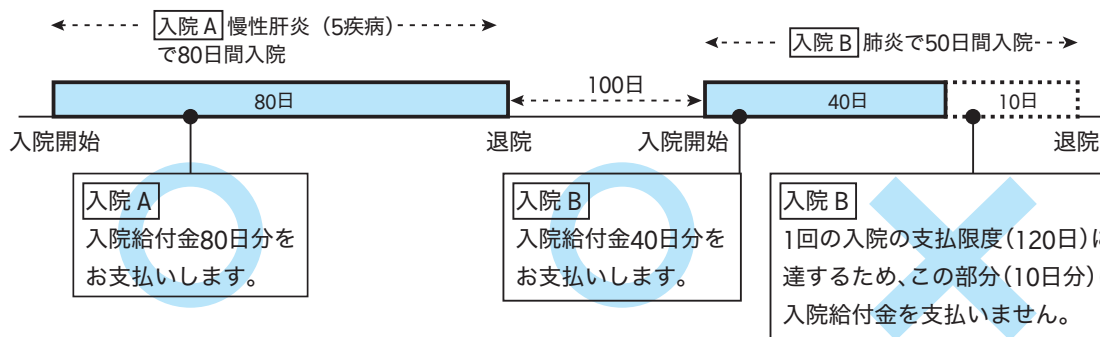 入院 A 慢性肝炎（5疾病）
で80日間入院
入院 B 肺炎で50日間入院
80日
100日
40日
10日
入院開始
退院
入院開始
退院
入院 A
入院給付金80日分を
お支払いします。
入院 B
入院給付金40日分を
お支払いします。
入院 B
1回の入院の支払限度（120日）に
達するため、この部分（10日分）
入院給付金を支払いません。